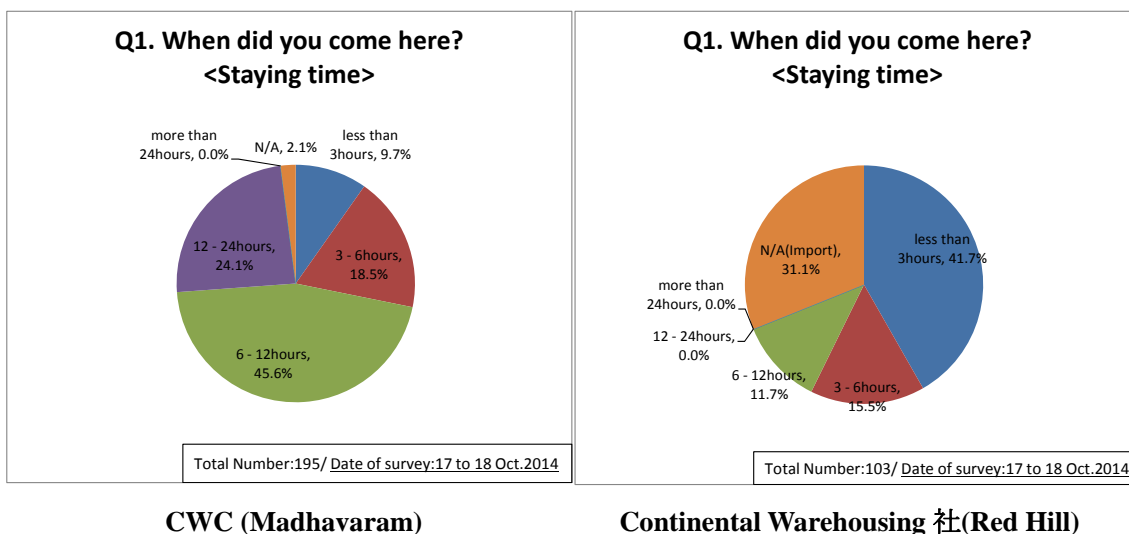 Q1. When did you come here?
<Staying time>
more than
24hours, 0.0%
N/A, 2.1%
less than
3hours, 9.7%
12 - 24hours,
24.1%
3 - 6hours,
18.5%
6 - 12hours,
45.6%
Total Number:195/ Date of survey:17 to 18 Oct.2014
CWC (Madhavaram)
Q1. When did you come here?
<Staying time>
N/A(Import),
31.1%
less than
3hours, 41.7%
more than
24hours, 0.0%
12 - 24hours,
0.0%
6 - 12hours,
11.7%
3 - 6hours,
15.5%
Total Number:103/ Date of survey:17 to 18 Oct.2014
Continental Warehousing 社(Red Hill)